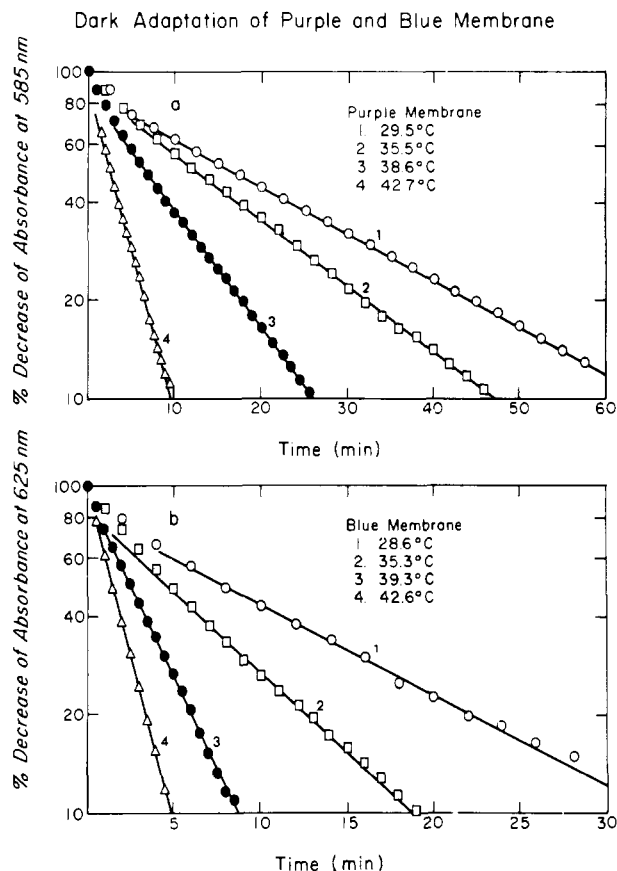 Dark Adaptation of Purple and Blue Membrane
% Decrease of Absorbance at 585 nm
100
80
60
40
20
10
a
Purple Membrane
1. 29.5°C
2 35.5°C
3 38.6°C
4 42.7°C
1
2
3
4
10
20
30
40
50
60
Time (min)
% Decrease of Absorbance at 625 nm
100
80
60
40
20
10
b
Blue Membrane
1 28.6°C
2. 35.3°C
3 39.3°C
4. 42.6°C
1
2
3
4
5
10
15
20
25
30
Time (min)